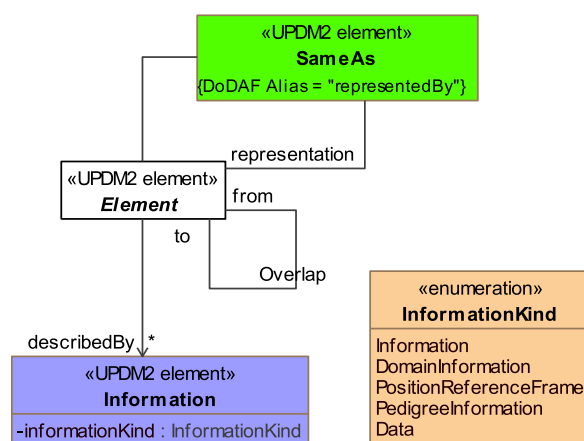 «UPDM2 element»
SameAs
{DoDAF Alias = "representedBy"}
representation
«UPDM2 element»
Element
from
to
Overlap
describedBy
*
«UPDM2 element»
Information
-informationKind : InformationKind
«enumeration»
InformationKind
Information
DomainInformation
PositionReferenceFrame
PedigreeInformation
Data